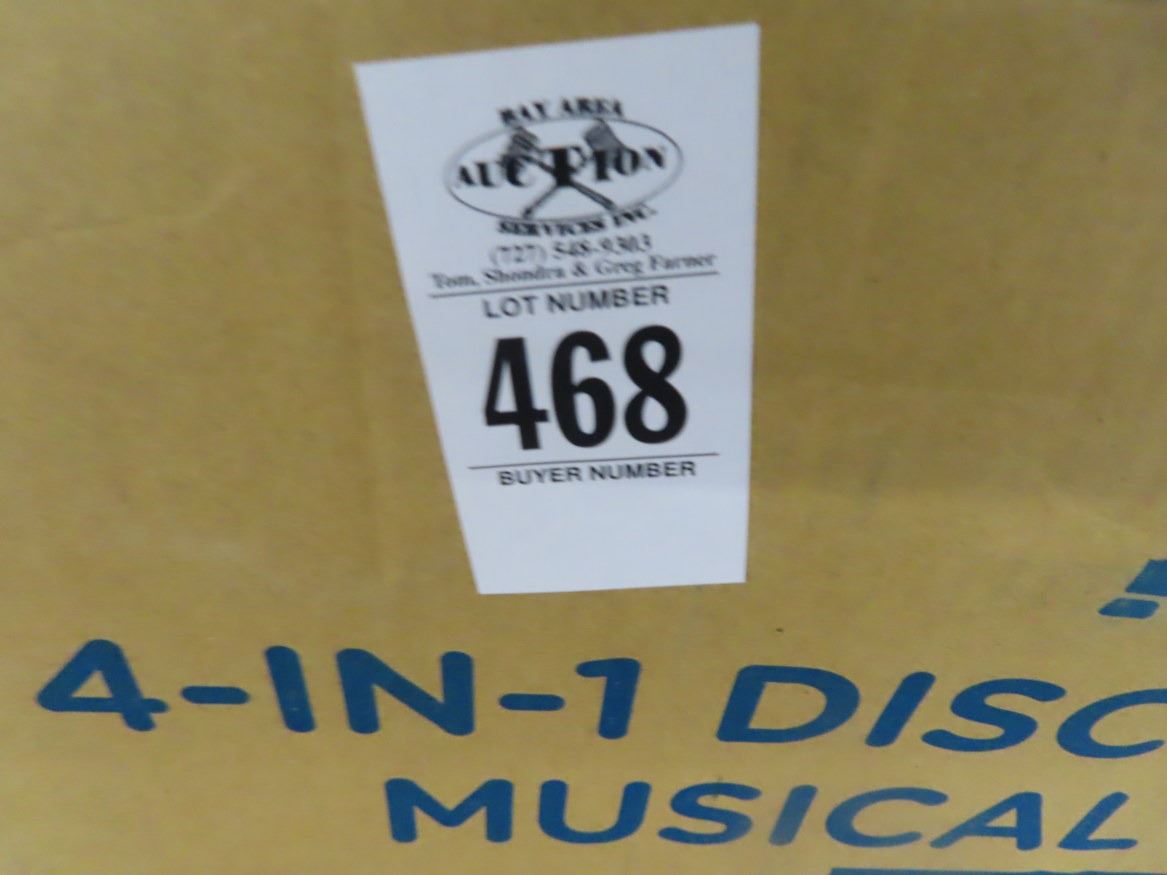 BAY AREA
AUCTION
SERVICES INC.
(727) 548-9303
Tom, Shondra & Greg Farner
LOT NUMBER
468
BUYER NUMBER
4-IN-1 DISC
MUSICAL